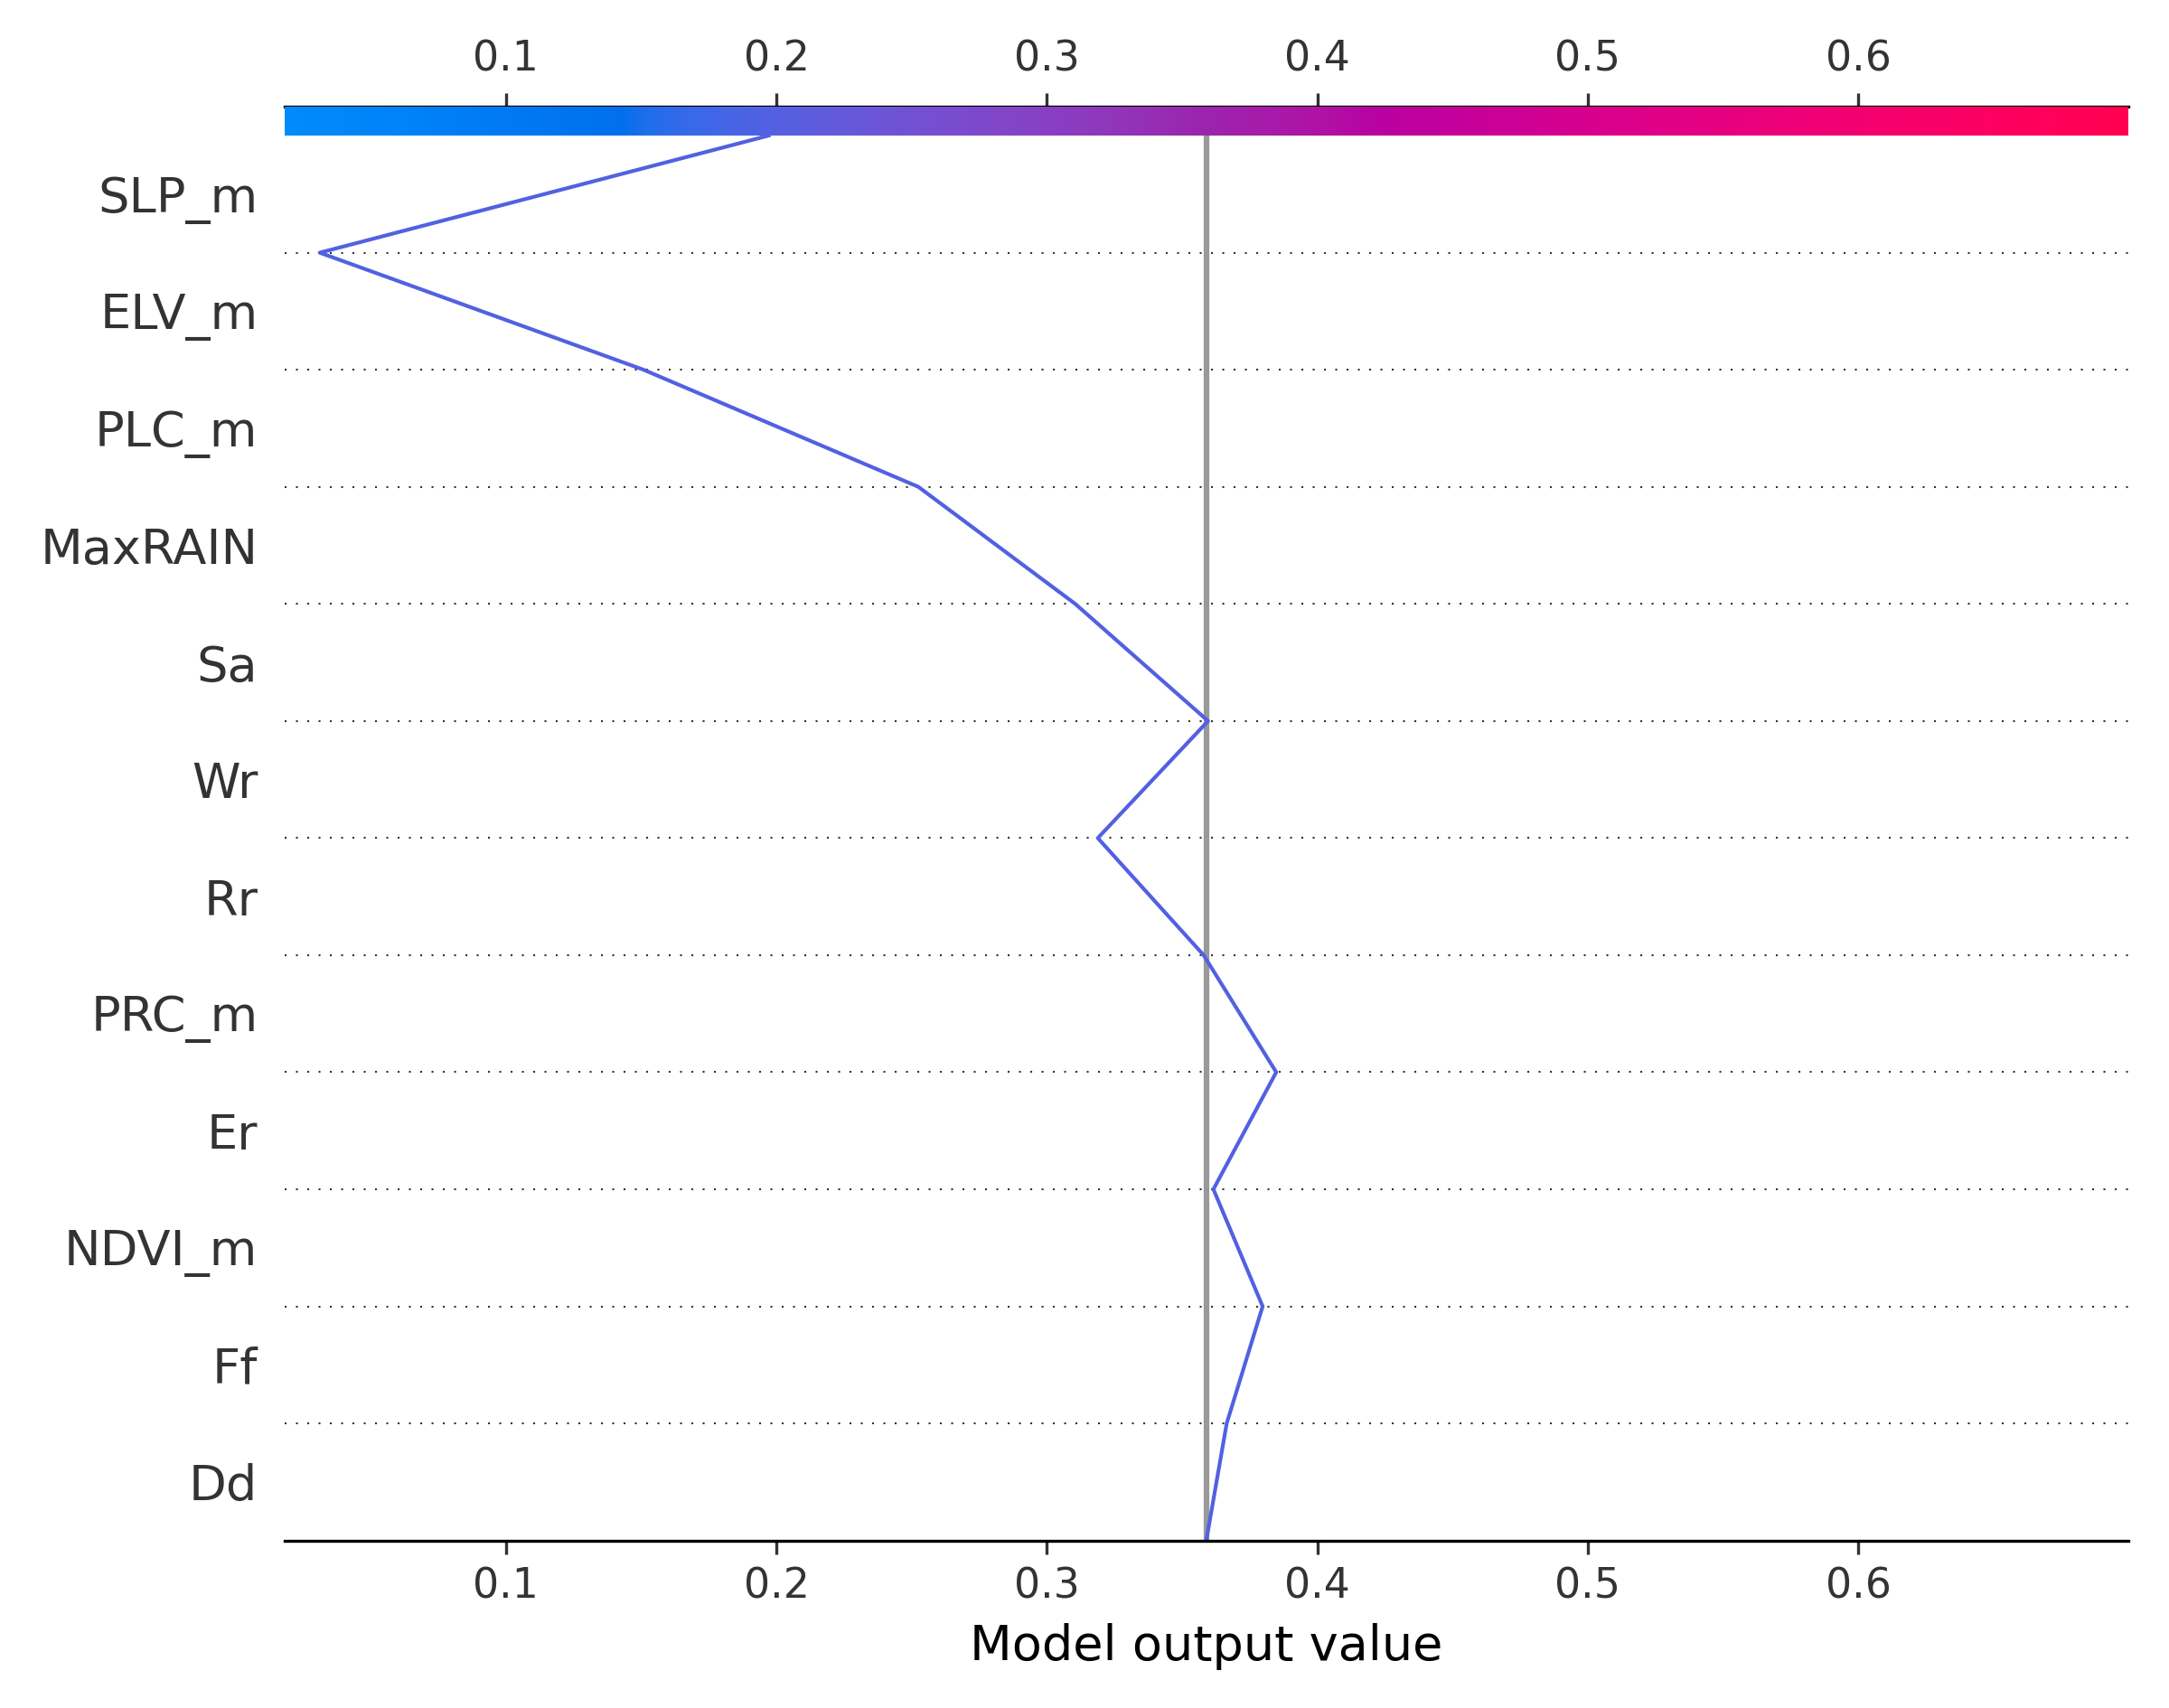 0.1 0.2 0.3 0.4 0.5 0.6
SLP_m
ELV_m
PLC_m
MaxRAIN
Sa
Wr
Rr
PRC_m
Er
NDVI_m
Ff
Dd
0.1 0.2 0.3 0.4 0.5 0.6
Model output value